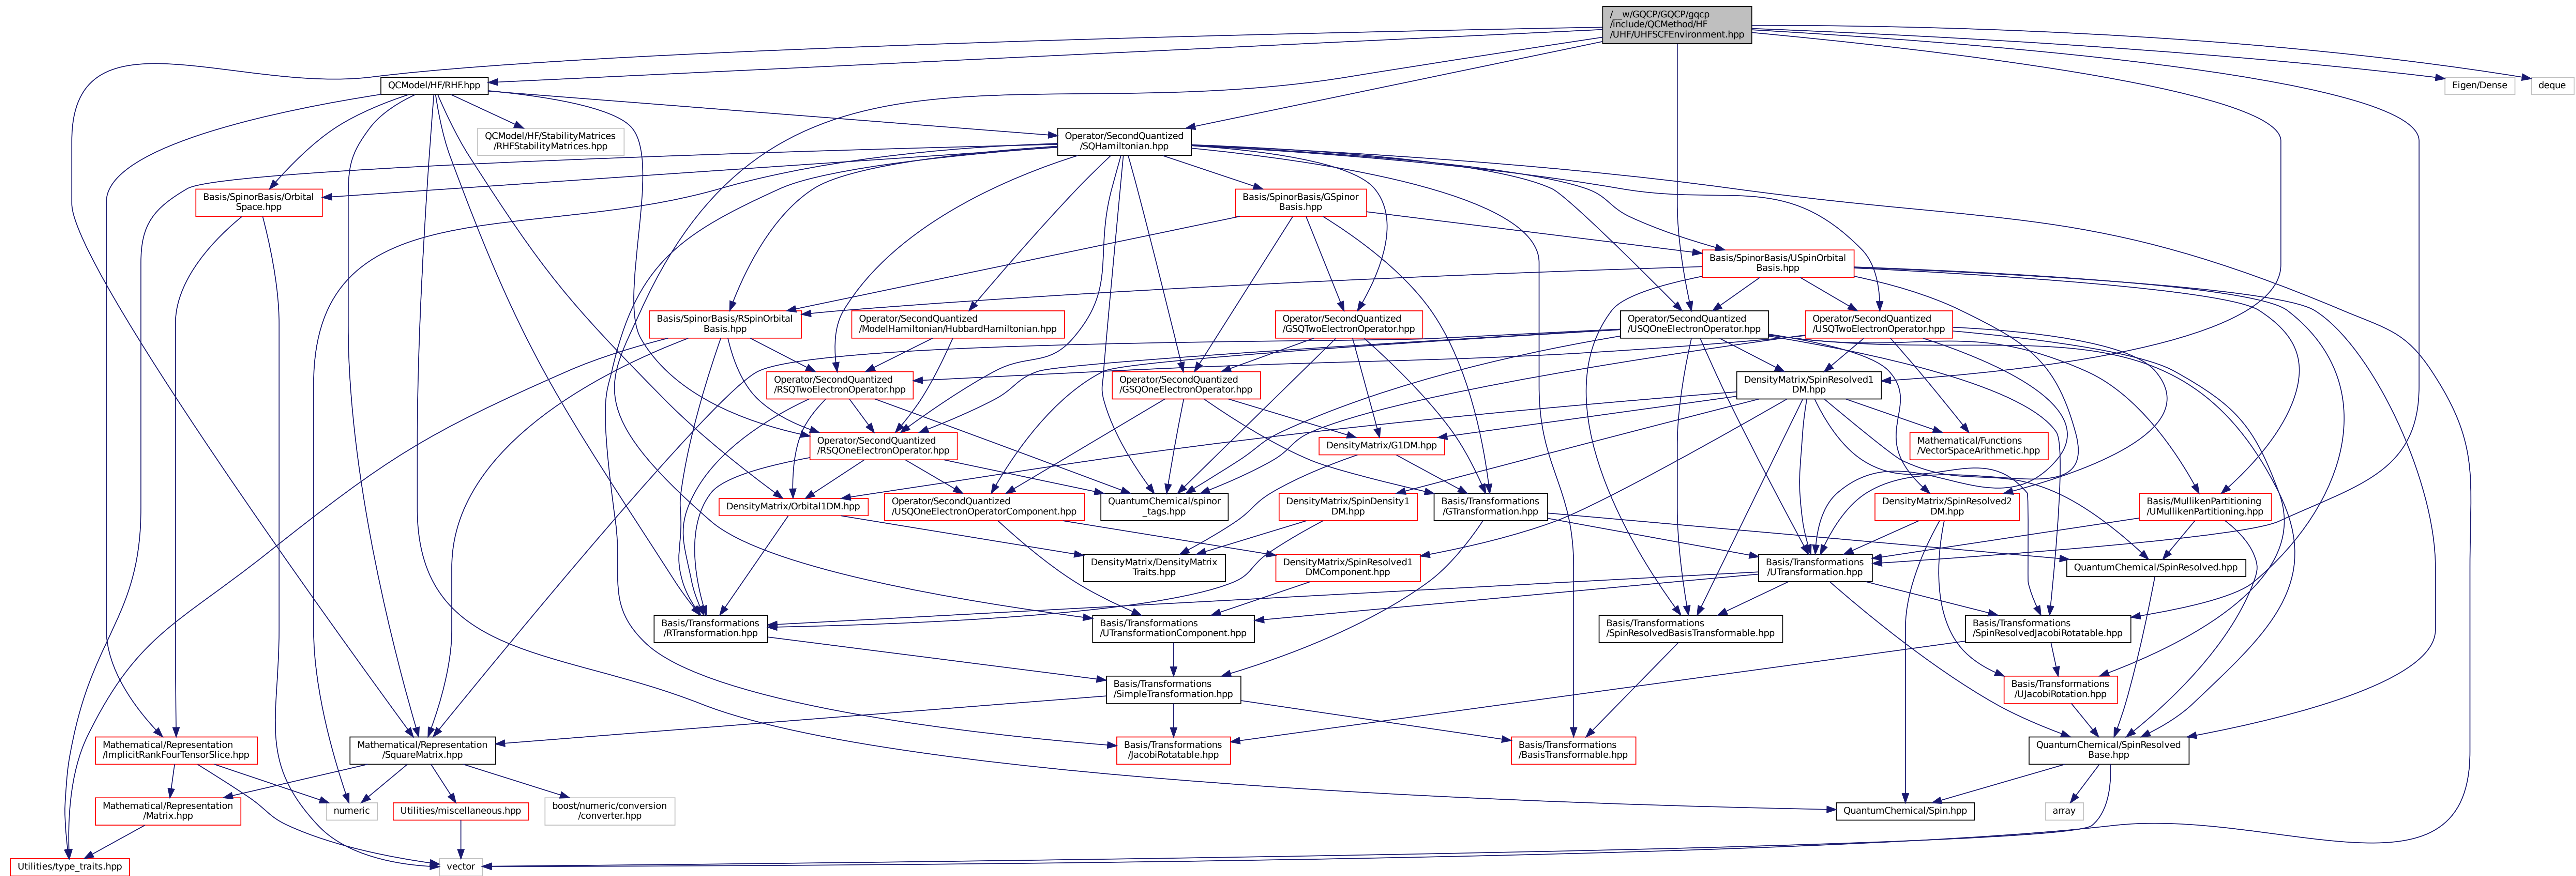 /__w/GQCP/GQCP/gqcp
/include/QCMethod/HF
/UHF/UHFSCFEnvironment.hpp
QCModel/HF/RHF.hpp
Eigen/Dense
deque
QCModel/HF/StabilityMatrices
/RHFStabilityMatrices.hpp
Operator/SecondQuantized
/SQHamiltonian.hpp
Basis/SpinorBasis/Orbital
Space.hpp
Basis/SpinorBasis/GSpinor
Basis.hpp
Basis/SpinorBasis/USpinOrbital
Basis.hpp
Basis/SpinorBasis/RSpinOrbital
Basis.hpp
Operator/SecondQuantized
/ModelHamiltonian/HubbardHamiltonian.hpp
Operator/SecondQuantized
/GSQTwoElectronOperator.hpp
Operator/SecondQuantized
/USQOneElectronOperator.hpp
Operator/SecondQuantized
/USQTwoElectronOperator.hpp
Operator/SecondQuantized
/RSQTwoElectronOperator.hpp
Operator/SecondQuantized
/GSQOneElectronOperator.hpp
DensityMatrix/SpinResolved1
DM.hpp
Operator/SecondQuantized
/RSQOneElectronOperator.hpp
DensityMatrix/G1DM.hpp
Mathematical/Functions
/VectorSpaceArithmetic.hpp
DensityMatrix/Orbital1DM.hpp
Operator/SecondQuantized
/USQOneElectronOperatorComponent.hpp
QuantumChemical/spinor
_tags.hpp
DensityMatrix/SpinDensity1
DM.hpp
Basis/Transformations
/GTransformation.hpp
DensityMatrix/SpinResolved2
DM.hpp
Basis/MullikenPartitioning
/UMullikenPartitioning.hpp
DensityMatrix/DensityMatrix
Traits.hpp
DensityMatrix/SpinResolved1
DMComponent.hpp
Basis/Transformations
/UTransformation.hpp
QuantumChemical/SpinResolved.hpp
Basis/Transformations
/RTransformation.hpp
Basis/Transformations
/UTransformationComponent.hpp
Basis/Transformations
/SpinResolvedBasisTransformable.hpp
Basis/Transformations
/SpinResolvedJacobiRotatable.hpp
Basis/Transformations
/SimpleTransformation.hpp
Basis/Transformations
/UJacobiRotation.hpp
Mathematical/Representation
/ImplicitRankFourTensorSlice.hpp
Mathematical/Representation
/SquareMatrix.hpp
Basis/Transformations
/JacobiRotatable.hpp
Basis/Transformations
/BasisTransformable.hpp
QuantumChemical/SpinResolved
Base.hpp
Mathematical/Representation
/Matrix.hpp
numeric
Utilities/miscellaneous.hpp
boost/numeric/conversion
/converter.hpp
QuantumChemical/Spin.hpp
array
Utilities/type_traits.hpp
vector